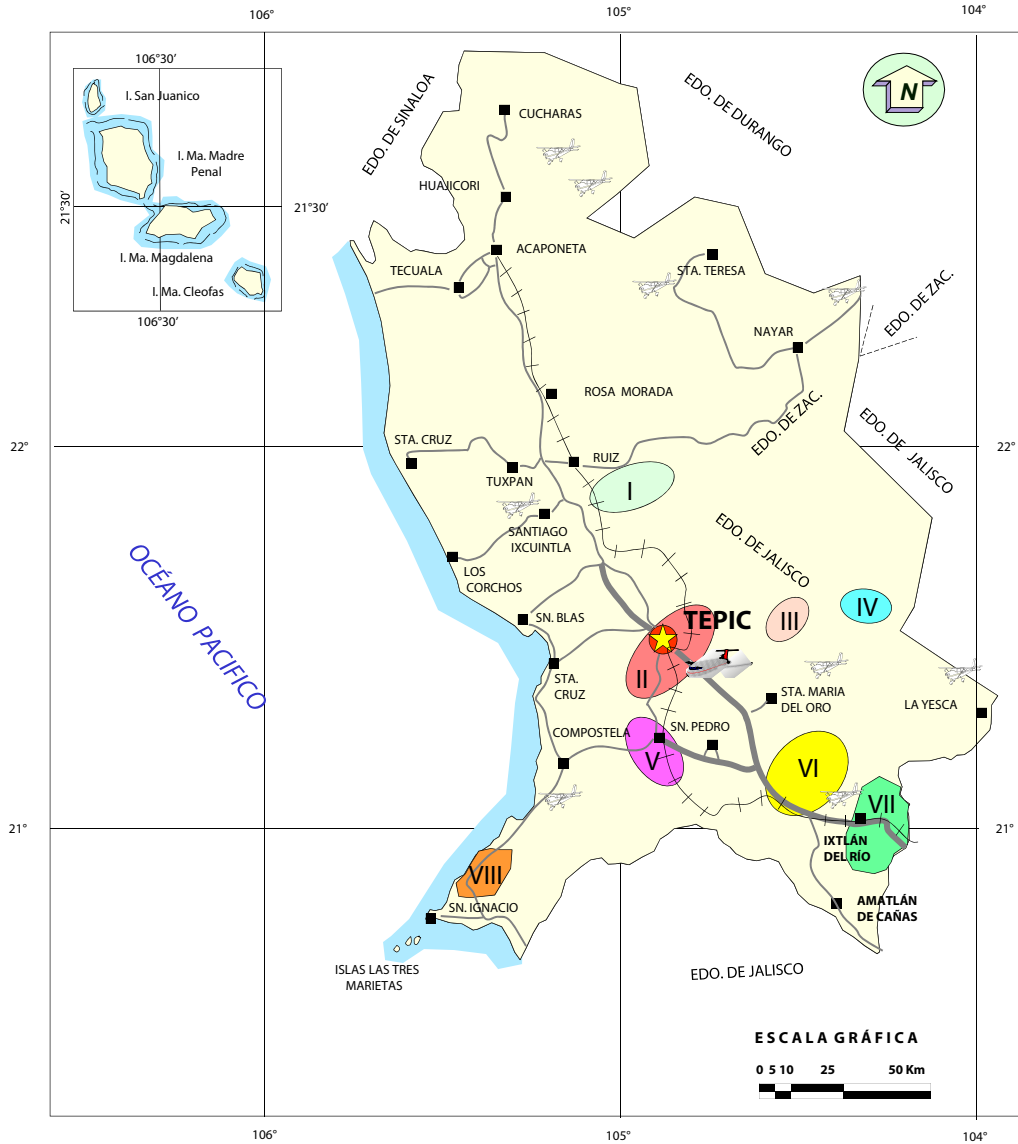 106°
105°
104°
106°30'
I. San Juanico
I. Ma. Madre
Penal
21°30'
21°30'
I. Ma. Magdalena
I. Ma. Cleofas
106°30'
EDO. DE SINALOA
EDO. DE DURANGO
N
CUCHARAS
HUAJICORI
ACAPONETA
TECUALA
STA. TERESA
EDO. DE ZAC.
NAYAR
ROSA MORADA
EDO. DE ZAC.
EDO. DE JALISCO
22°
22°
STA. CRUZ
RUIZ
TUXPAN
I
SANTIAGO
IXCUINTLA
EDO. DE JALISCO
LOS
CORCHOS
OCÉANO PACIFICO
SN. BLAS
TEPIC
III
IV
II
STA.
CRUZ
STA. MARIA
DEL ORO
LA YESCA
COMPOSTELA
SN. PEDRO
V
VI
VII
21°
21°
IXTLÁN
DEL RÍO
VIII
SN. IGNACIO
AMATLÁN
DE CAÑAS
ISLAS LAS TRES
MARIETAS
EDO. DE JALISCO
ESCALA GRÁFICA
0 5 10 25 50 Km
106°
105°
104°